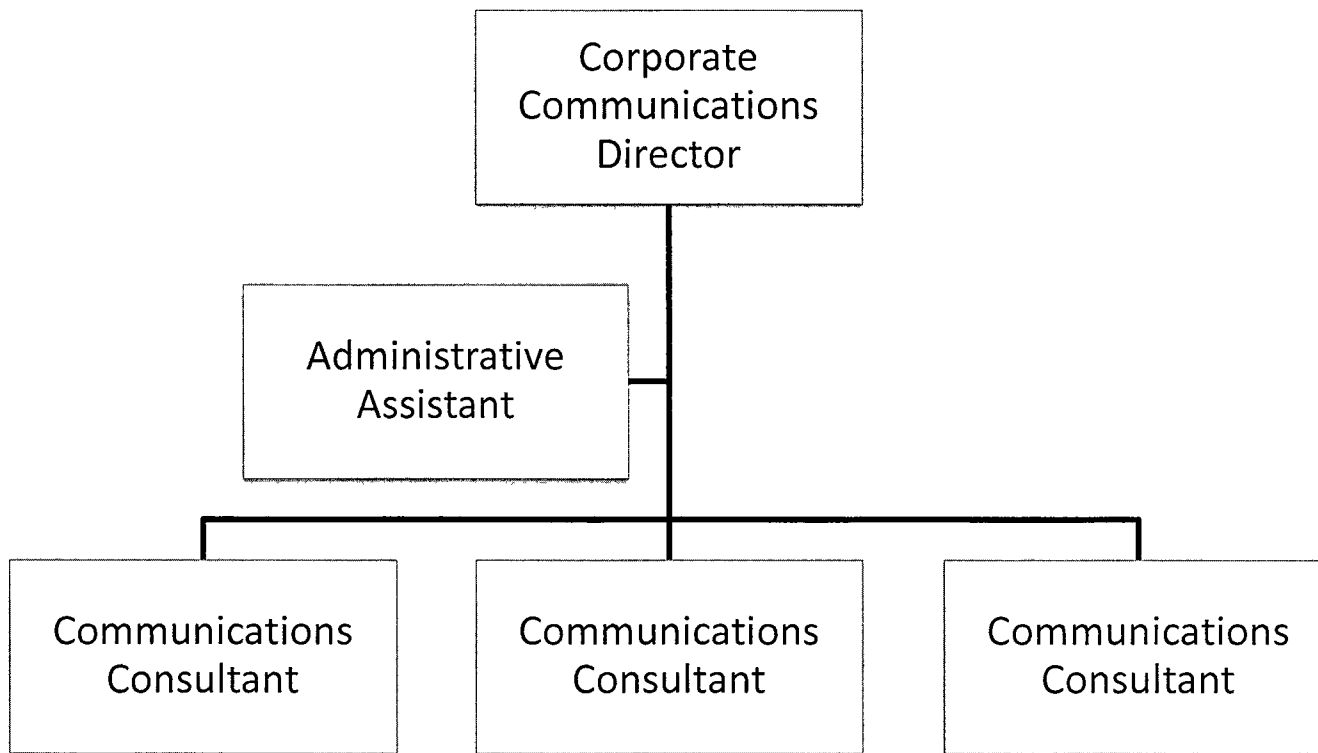 Corporate
Communications
Director
Administrative
Assistant
Communications
Consultant
Communications
Consultant
Communications
Consultant